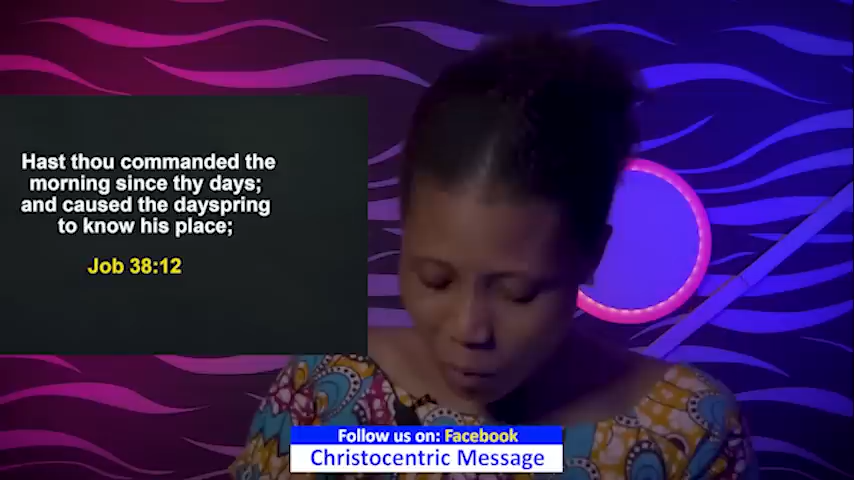 Hast thou commanded the
morning since thy days;
and caused the dayspring
to know his place;
Job 38:12
Follow us on: Facebook
Christocentric Message